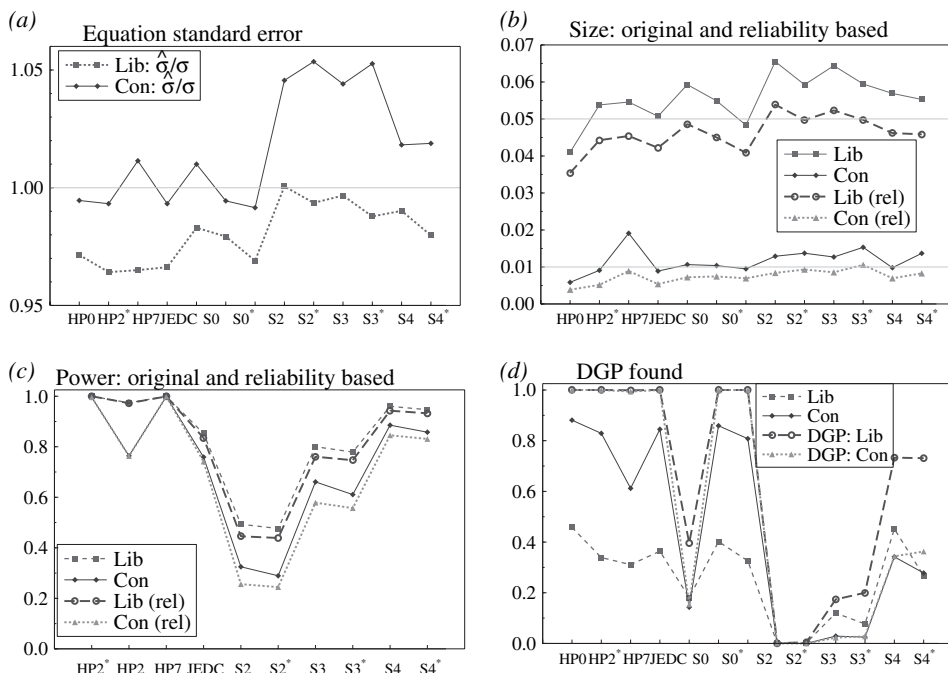 (a)
Equation standard error
Lib: σ̂/σ
Con: σ̂/σ
1.05
1.00
0.95
HP0 HP2* HP7 JEDC S0 S0* S2 S2* S3 S3* S4 S4*
(b)
Size: original and reliability based
0.07
0.06
0.05
0.04
0.03
0.02
0.01
0.00
Lib
Con
Lib (rel)
Con (rel)
HP0 HP2* HP7 JEDC S0 S0* S2 S2* S3 S3* S4 S4*
(c)
Power: original and reliability based
1.0
0.8
0.6
0.4
0.2
0.0
Lib
Con
Lib (rel)
Con (rel)
HP2* HP2 HP7 JEDC S2 S2* S3 S3* S4 S4*
(d)
DGP found
1.0
0.8
0.6
0.4
0.2
0.0
Lib
Con
DGP: Lib
DGP: Con
HP0 HP2* HP7 JEDC S0 S0* S2 S2* S3 S3* S4 S4*